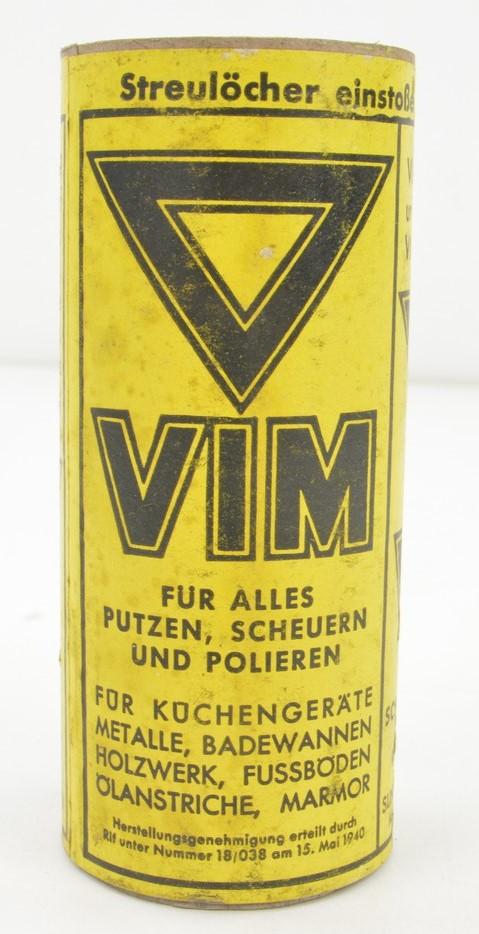 Streulöcher einstoße
VIM
FÜR ALLES
PUTZEN, SCHEUERN
UND POLIEREN
FÜR KÜCHENGERÄTE
METALLE, BADEWANNEN
HOLZWERK, FUSSBÖDEN
ÖLANSTRICHE, MARMOR
Herstellungsgenehmigung erteilt durch
Rif unter Nummer 18/038 am 15. Mai 1940